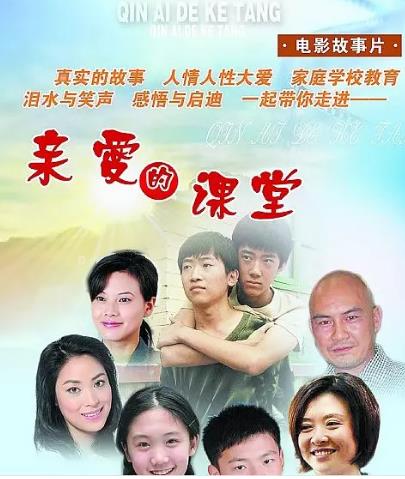 QIN AI DE KE TANG
QIN AI DE KE TANG
·电影故事片·
真实的故事 人情人性大爱 家庭学校教育
泪水与笑声 感悟与启迪 一起带你走进——
QIN AI DE KE TA
亲愛的课堂